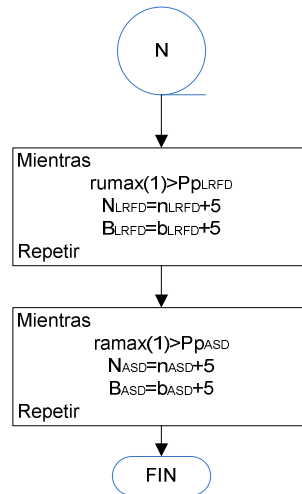 N
Mientras
rumax(1)>PpLRFD
NLRFD=nLRFD+5
BLRFD=bLRFD+5
Repetir
Mientras
ramax(1)>PpASD
NASD=nASD+5
BASD=bASD+5
Repetir
FIN